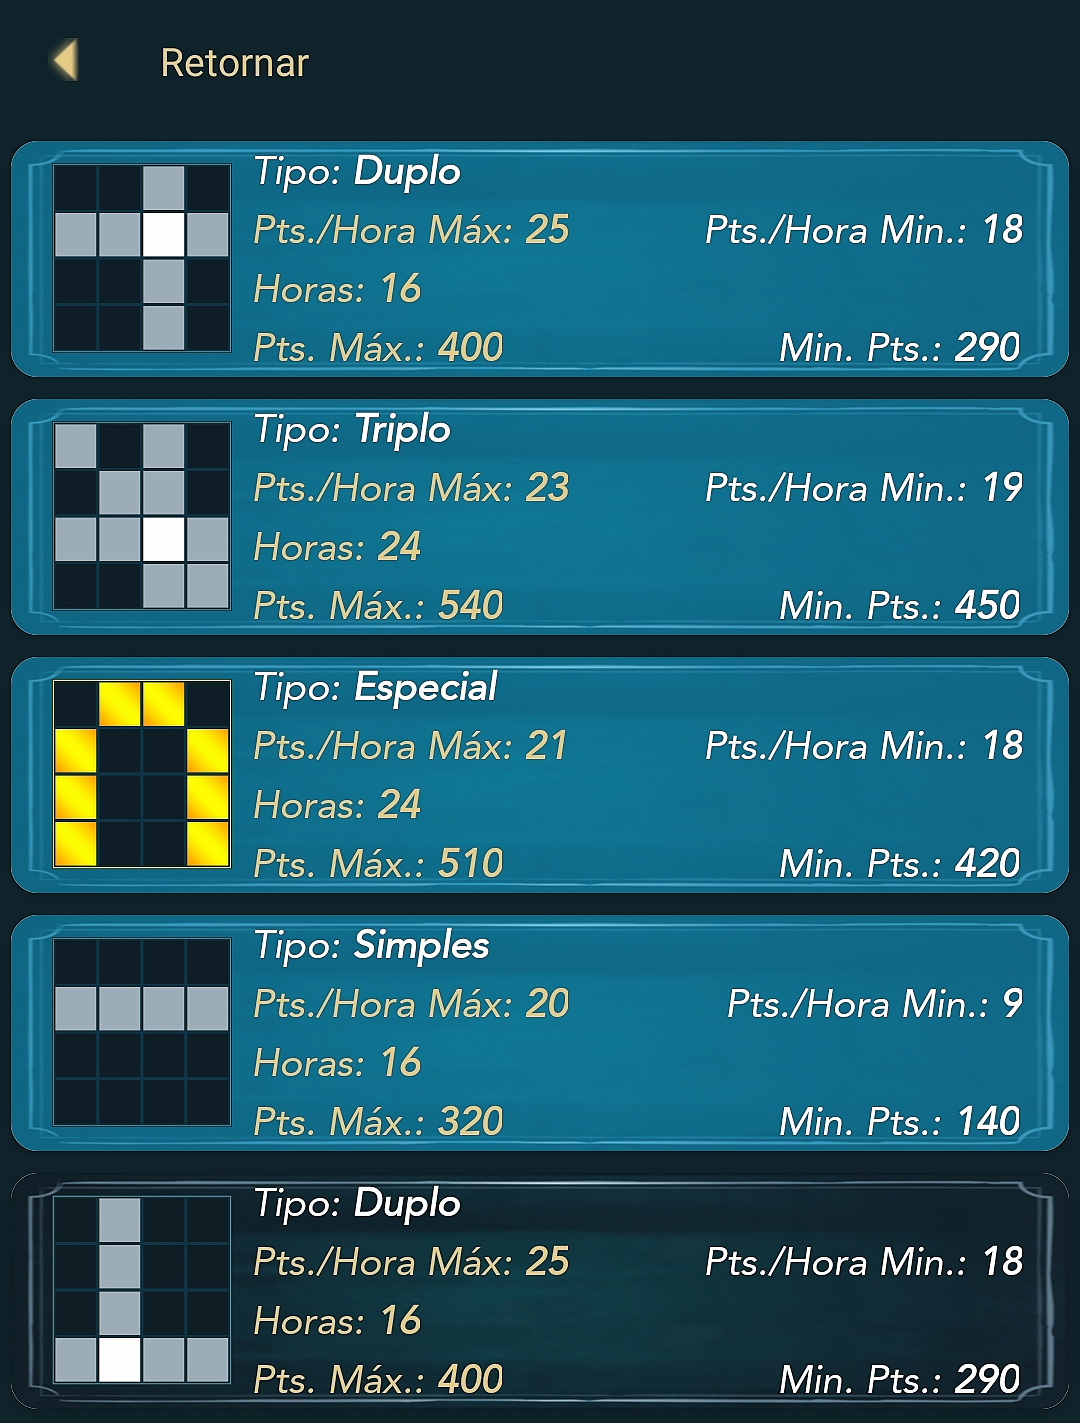 Retornar
Tipo: Duplo
Pts./Hora Máx: 25 Pts./Hora Min.: 18
Horas: 16
Pts. Máx.: 400 Min. Pts.: 290
Tipo: Triplo
Pts./Hora Máx: 23 Pts./Hora Min.: 19
Horas: 24
Pts. Máx.: 540 Min. Pts.: 450
Tipo: Especial
Pts./Hora Máx: 21 Pts./Hora Min.: 18
Horas: 24
Pts. Máx.: 510 Min. Pts.: 420
Tipo: Simples
Pts./Hora Máx: 20 Pts./Hora Min.: 9
Horas: 16
Pts. Máx.: 320 Min. Pts.: 140
Tipo: Duplo
Pts./Hora Máx: 25 Pts./Hora Min.: 18
Horas: 16
Pts. Máx.: 400 Min. Pts.: 290